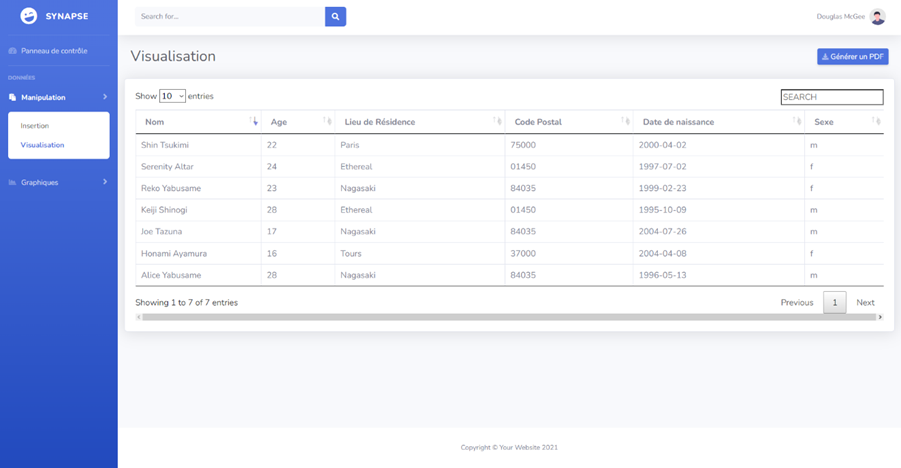 SYNAPSE
Search for...
Douglas McGee
Panneau de contrôle
DONNÉES
Manipulation
Insertion
Visualisation
Graphiques
Visualisation
Générer un PDF
Show 10 entries
SEARCH
Nom Age Lieu de Résidence Code Postal Date de naissance Sexe
Shin Tsukimi 22 Paris 75000 2000-04-02 m
Serenity Altar 24 Ethereal 01450 1997-07-02 f
Reko Yabusame 23 Nagasaki 84035 1999-02-23 f
Keiji Shinogi 28 Ethereal 01450 1995-10-09 m
Joe Tazuna 17 Nagasaki 84035 2004-07-26 m
Honami Ayamura 16 Tours 37000 2004-04-08 f
Alice Yabusame 28 Nagasaki 84035 1996-05-13 m
Showing 1 to 7 of 7 entries
Previous 1 Next
Copyright © Your Website 2021